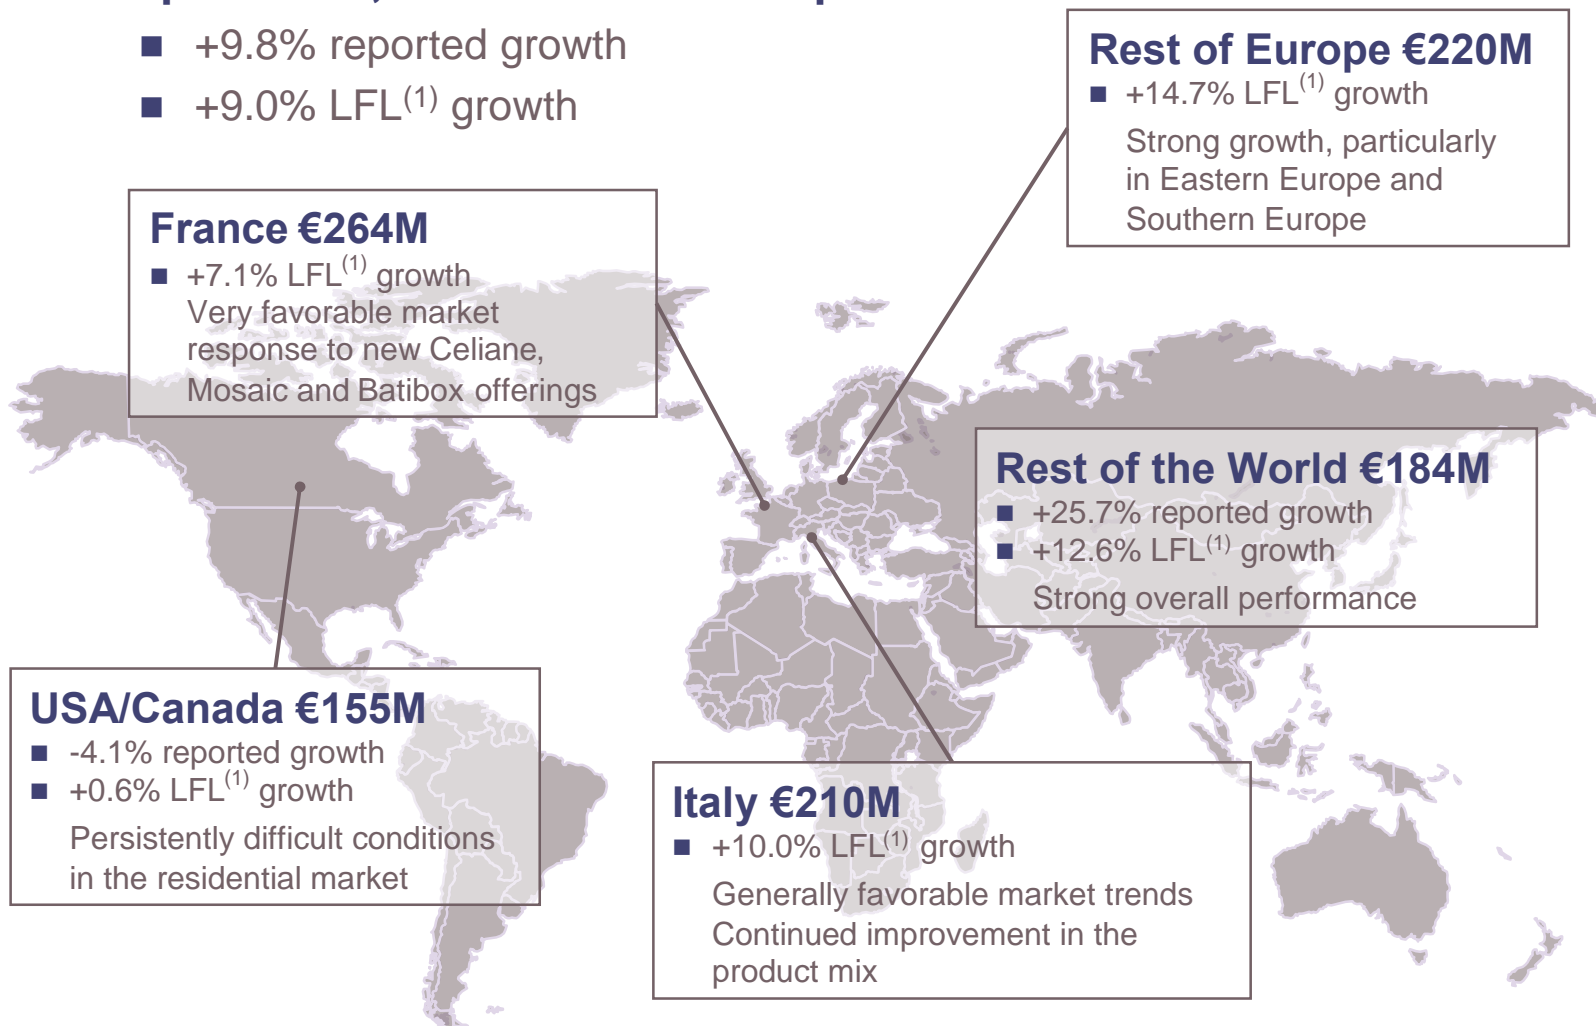 ■ +9.8% reported growth
■ +9.0% LFL(1) growth
Rest of Europe €220M
■ +14.7% LFL(1) growth
Strong growth, particularly
in Eastern Europe and
Southern Europe
France €264M
■ +7.1% LFL(1) growth
Very favorable market
response to new Celiane,
Mosaic and Batibox offerings
Rest of the World €184M
■ +25.7% reported growth
■ +12.6% LFL(1) growth
Strong overall performance
USA/Canada €155M
■ -4.1% reported growth
■ +0.6% LFL(1) growth
Persistently difficult conditions
in the residential market
Italy €210M
■ +10.0% LFL(1) growth
Generally favorable market trends
Continued improvement in the
product mix